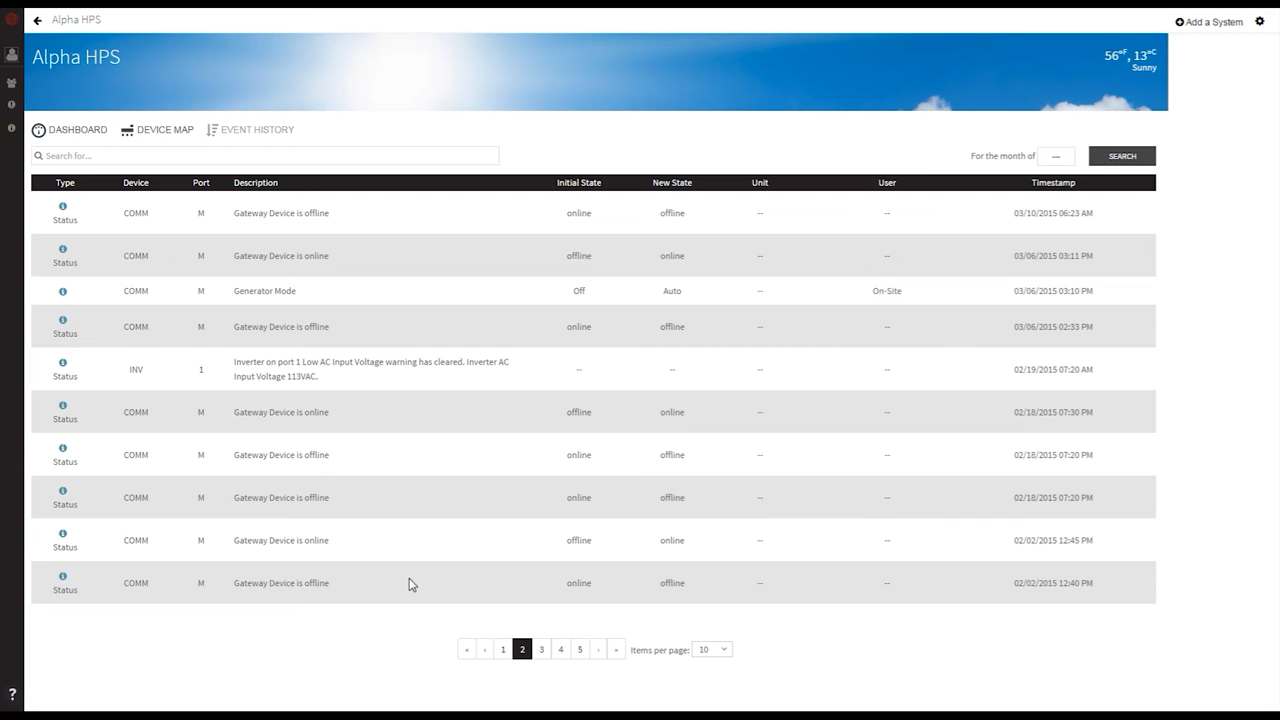 Alpha HPS
Add a System
Alpha HPS
56°F, 13°C
Sunny
DASHBOARD DEVICE MAP EVENT HISTORY
Search for...
For the month of --- SEARCH
Type Device Port Description Initial State New State Unit User Timestamp
Status COMM M Gateway Device is offline online offline -- -- 03/10/2015 06:23 AM
Status COMM M Gateway Device is online offline online -- -- 03/06/2015 03:11 PM
COMM M Generator Mode Off Auto -- On-Site 03/06/2015 03:10 PM
Status COMM M Gateway Device is offline online offline -- -- 03/06/2015 02:33 PM
Status INV 1 Inverter on port 1 Low AC Input Voltage warning has cleared. Inverter AC
Input Voltage 113VAC. -- -- -- -- 02/19/2015 07:20 AM
Status COMM M Gateway Device is online offline online -- -- 02/18/2015 07:30 PM
Status COMM M Gateway Device is offline online offline -- -- 02/18/2015 07:20 PM
Status COMM M Gateway Device is offline online offline -- -- 02/18/2015 07:20 PM
Status COMM M Gateway Device is online offline online -- -- 02/02/2015 12:45 PM
Status COMM M Gateway Device is offline online offline -- -- 02/02/2015 12:40 PM
« ‹ 1 2 3 4 5 › » Items per page: 10
?